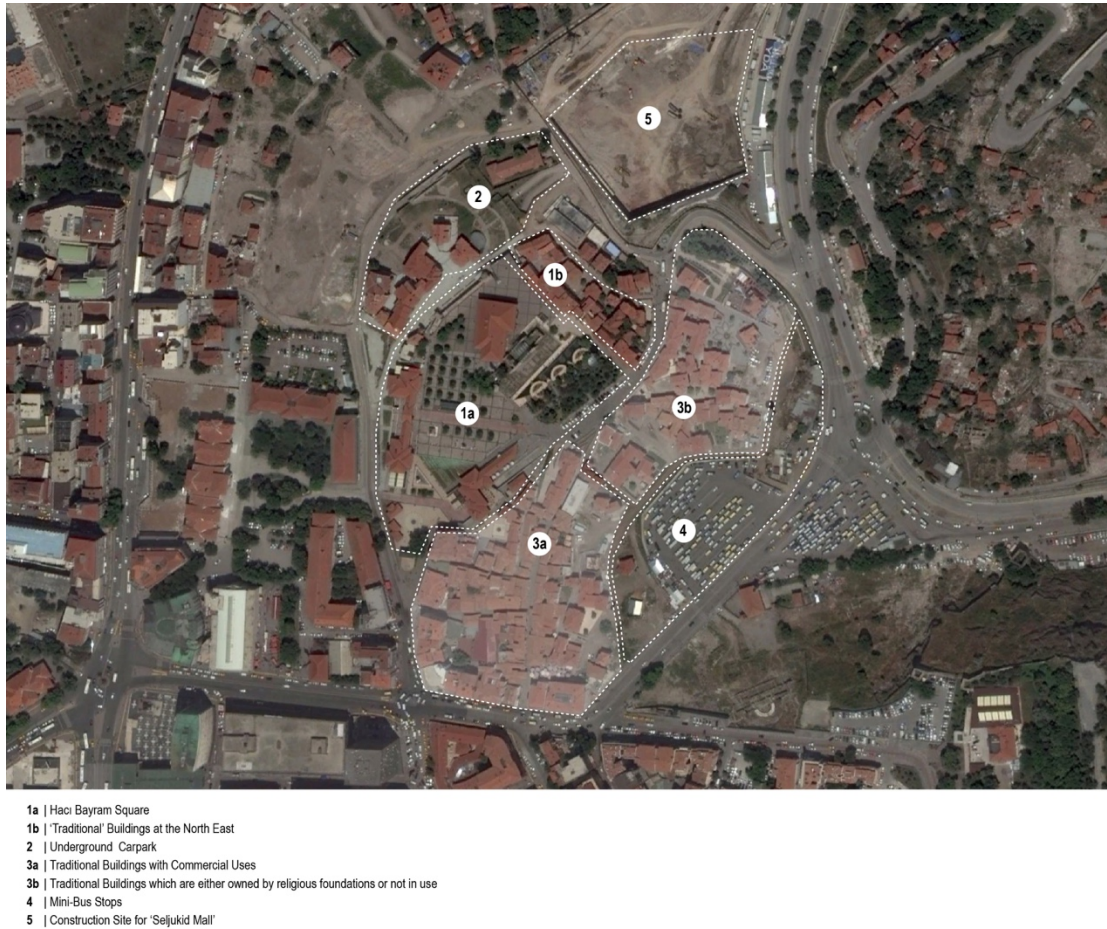 5
2
1b
1a
3b
4
3a
1a | Hacı Bayram Square
1b | 'Traditional' Buildings at the North East
2 | Underground Carpark
3a | Traditional Buildings with Commercial Uses
3b | Traditional Buildings which are either owned by religious foundations or not in use
4 | Mini-Bus Stops
5 | Construction Site for 'Seljukid Mall'